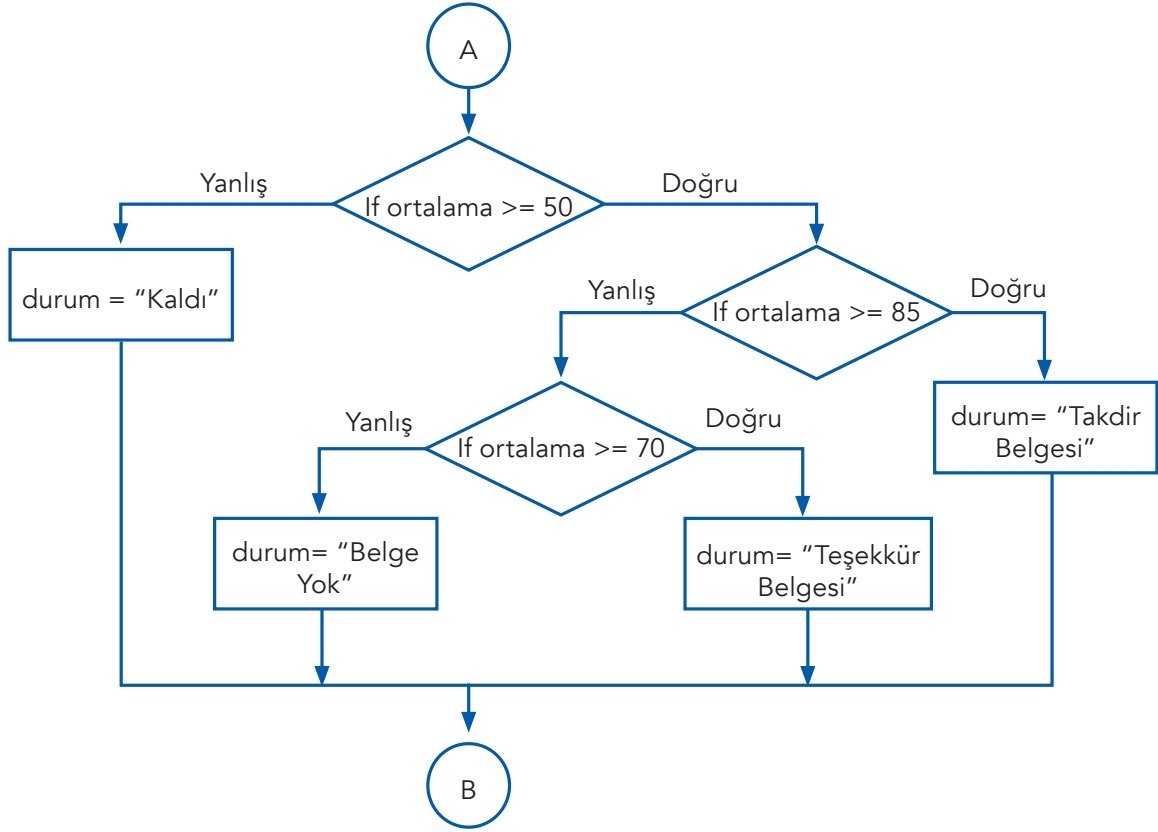 A
Yanlış
Doğru
If ortalama >= 50
durum = “Kaldı”
Yanlış
Doğru
If ortalama >= 85
durum= “Takdir
Belgesi”
Yanlış
Doğru
If ortalama >= 70
durum= “Belge
Yok”
durum= “Teşekkür
Belgesi”
B